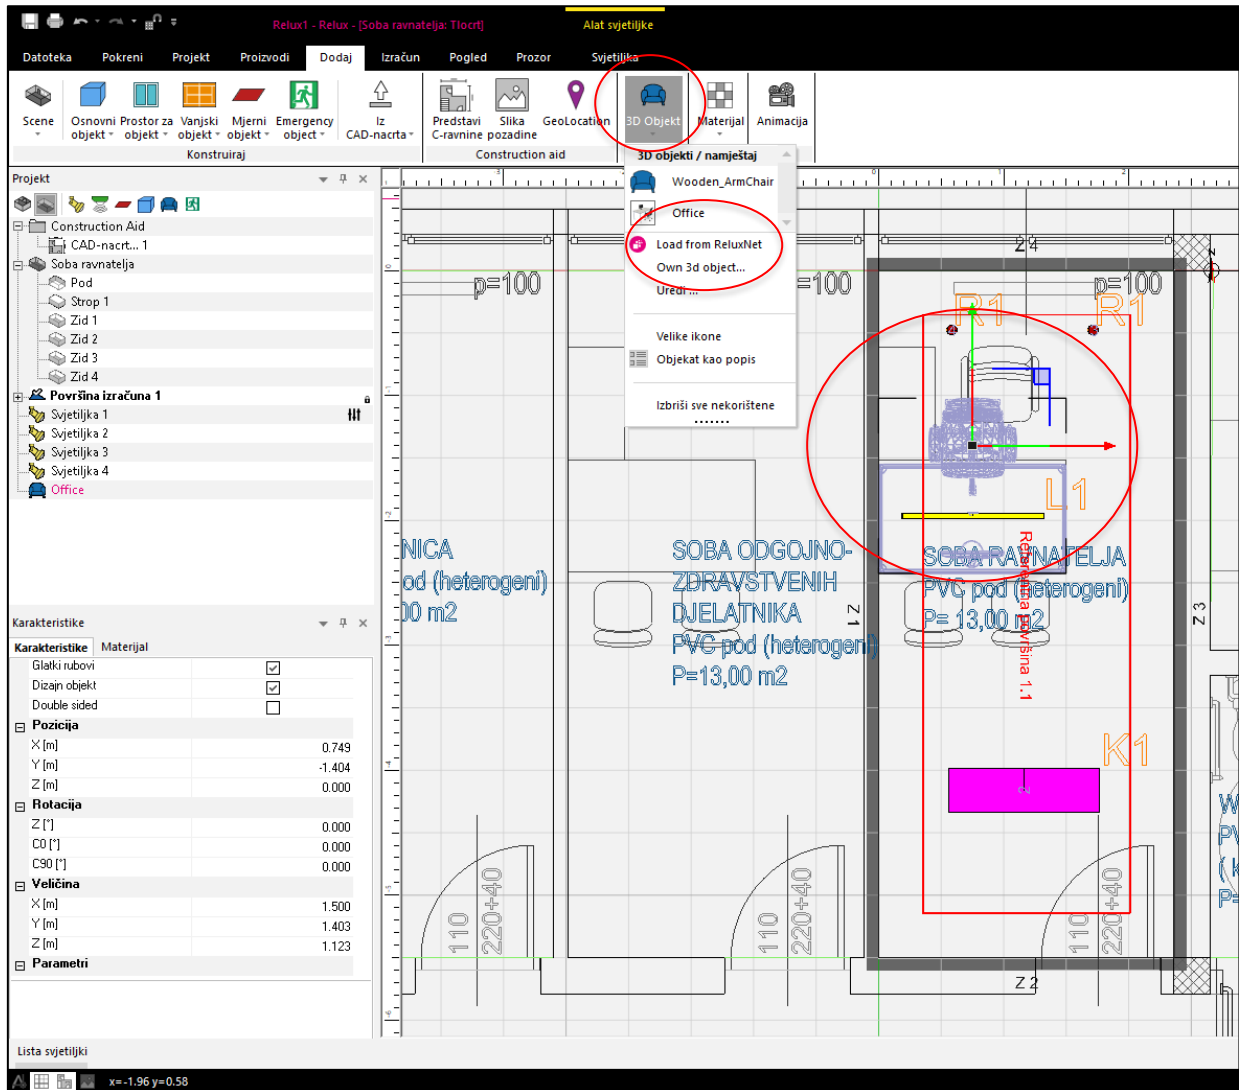 Relux1 - Relux - [Soba ravnatelja: Tlocrt]
Alat svjetiljke
Datoteka Pokreni Projekt Proizvodi Dodaj Izračun Pogled Prozor Svjetiljka
Scene
Osnovni objekt
Prostor za objekt
Vanjski objekt
Mjerni objekt
Emergency object
Iz CAD-nacrta
Predstavi C-ravnine
Slika pozadine
GeoLocation
3D Objekt
Materijal
Animacija
Konstruiraj
Construction aid
3D objekti / namještaj
Wooden_ArmChair
Office
Load from ReluxNet
Own 3d object...
Uredi ...
Velike ikone
Objekat kao popis
Izbriši sve nekorištene
Projekt
Construction Aid
CAD-nacrt... 1
Soba ravnatelja
Pod
Strop 1
Zid 1
Zid 2
Zid 3
Zid 4
Površina izračuna 1
Svjetiljka 1
Svjetiljka 2
Svjetiljka 3
Svjetiljka 4
Office
Karakteristike
Karakteristike Materijal
Glatki rubovi
Dizajn objekt
Double sided
Pozicija
X [m] 0.749
Y [m] -1.404
Z [m] 0.000
Rotacija
Z [°] 0.000
C0 [°] 0.000
C90 [°] 0.000
Veličina
X [m] 1.500
Y [m] 1.403
Z [m] 1.123
Parametri
Lista svjetiljki
x=-1.96 y=0.58
Z 4
p=100
=100
p=100
R1
R1
L1
NICA
od (heterogeni)
00 m2
SOBA ODGOJNO-
ZDRAVSTVENIH
DJELATNIKA
PVC pod (heterogeni)
P=13,00 m2
SOBA RAVNATELJA
PVC pod (heterogeni)
P= 13,00 m2
Referentna površina 1.1
Z 1
Z 3
K1
2
110
220+40
110
220+40
110
220+40
Z 2
W
PV
( k
P=